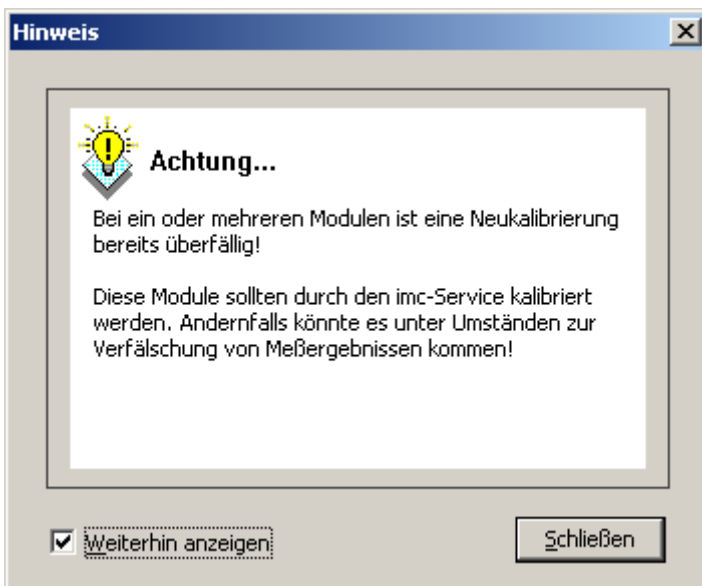 Hinweis
Achtung...
Bei ein oder mehreren Modulen ist eine Neukalibrierung
bereits überfällig!
Diese Module sollten durch den imc-Service kalibriert
werden. Andernfalls könnte es unter Umständen zur
Verfälschung von Meßergebnissen kommen!
Weiterhin anzeigen
Schließen